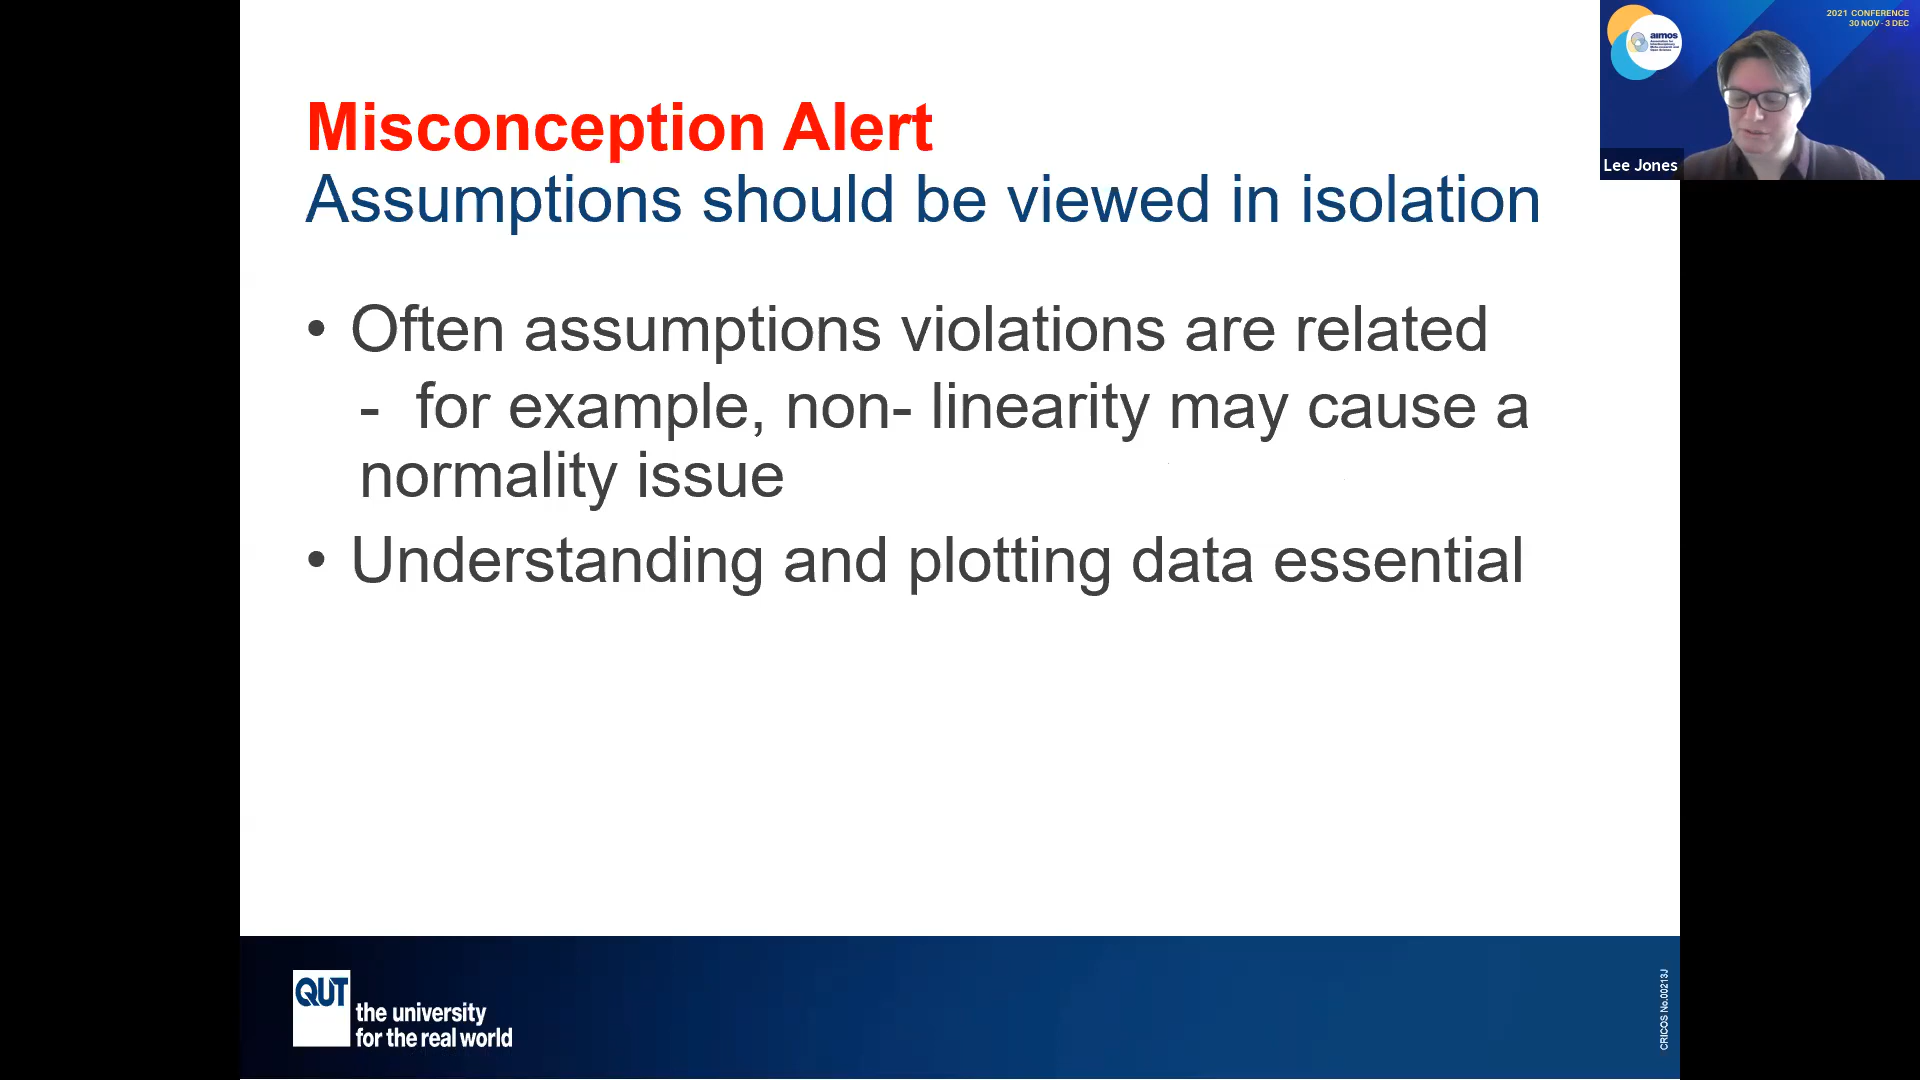 Misconception Alert
Assumptions should be viewed in isolation
• Often assumptions violations are related
- for example, non- linearity may cause a
normality issue
• Understanding and plotting data essential
2021 CONFERENCE
30 NOV - 3 DEC
aimos
Lee Jones
QUT
the university
for the real world
CRICOS No.00213J